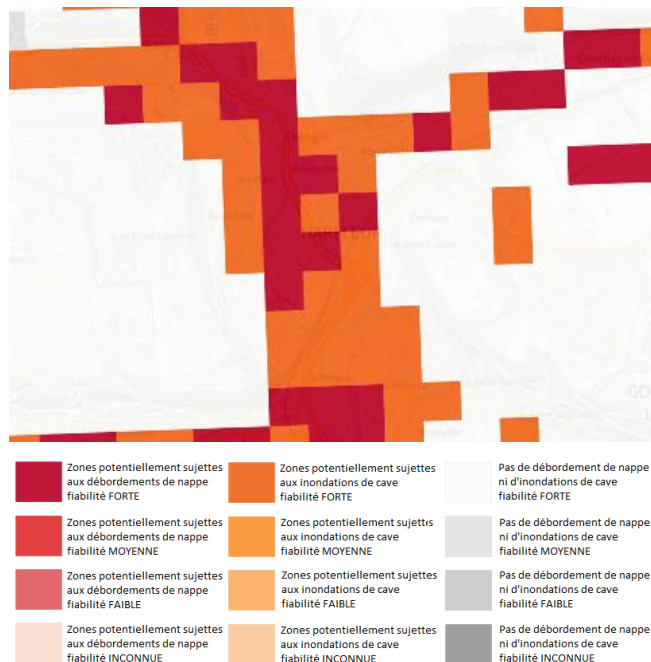 HARFLEUR
GO
Zones potentiellement sujettes
aux débordements de nappe
fiabilité FORTE
Zones potentiellement sujettes
aux inondations de cave
fiabilité FORTE
Pas de débordement de nappe
ni d'inondations de cave
fiabilité FORTE
Zones potentiellement sujettes
aux débordements de nappe
fiabilité MOYENNE
Zones potentiellement sujettes
aux inondations de cave
fiabilité MOYENNE
Pas de débordement de nappe
ni d'inondations de cave
fiabilité MOYENNE
Zones potentiellement sujettes
aux débordements de nappe
fiabilité FAIBLE
Zones potentiellement sujettes
aux inondations de cave
fiabilité FAIBLE
Pas de débordement de nappe
ni d'inondations de cave
fiabilité FAIBLE
Zones potentiellement sujettes
aux débordements de nappe
fiabilité INCONNUE
Zones potentiellement sujettes
aux inondations de cave
fiabilité INCONNUE
Pas de débordement de nappe
ni d'inondations de cave
fiabilité INCONNUE